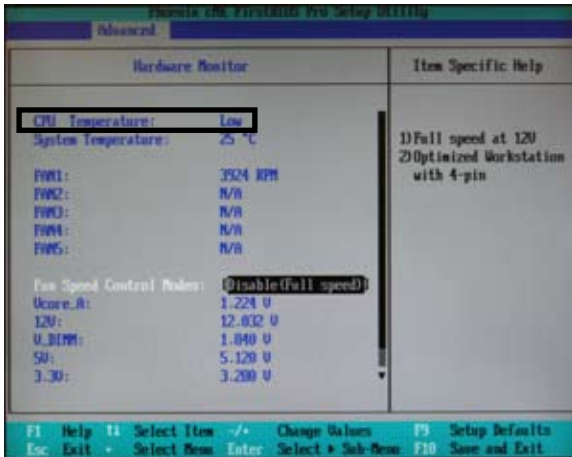 Phoenix CME FirstBIOS Pro Setup Utility
Advanced
Hardware Monitor
Item Specific Help
CPU Temperature: Low
System Temperature: 25 °C
FAN1: 3924 RPM
FAN2: N/A
FAN3: N/A
FAN4: N/A
FAN5: N/A
Fan Speed Control Modes: [Disable(Full speed)]
Vcore_A: 1.224 V
12V: 12.032 V
V_DIMM: 1.840 V
5V: 5.120 V
3.3V: 3.280 V
1)Full speed at 12V
2)Optimized Workstation
with 4-pin
F1 Help ↑↓ Select Item -/+ Change Values F9 Setup Defaults
Esc Exit Select Menu Enter Select ▶ Sub-Menu F10 Save and Exit